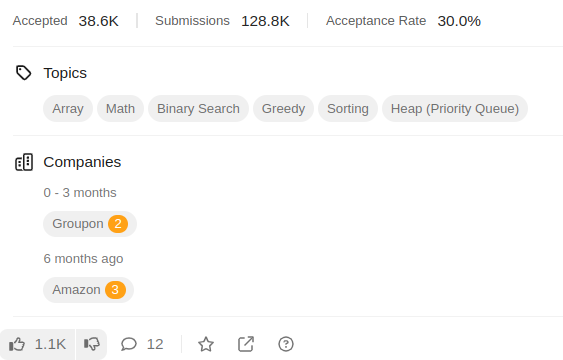 Accepted 38.6K Submissions 128.8K Acceptance Rate 30.0%
Topics
Array Math Binary Search Greedy Sorting Heap (Priority Queue)
Companies
0 - 3 months
Groupon 2
6 months ago
Amazon 3
1.1K 12